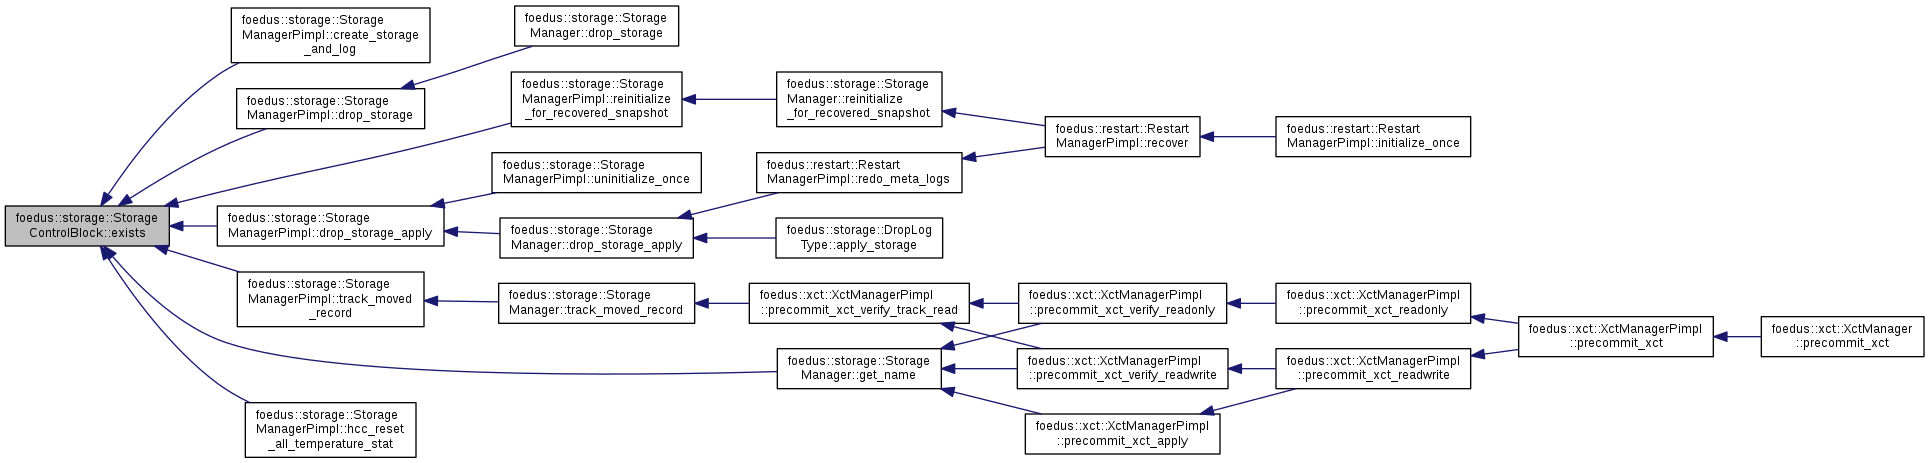 foedus::storage::Storage
ControlBlock::exists
foedus::storage::Storage
ManagerPimpl::create_storage
_and_log
foedus::storage::Storage
ManagerPimpl::drop_storage
foedus::storage::Storage
Manager::drop_storage
foedus::storage::Storage
ManagerPimpl::reinitialize
_for_recovered_snapshot
foedus::storage::Storage
Manager::reinitialize
_for_recovered_snapshot
foedus::restart::Restart
ManagerPimpl::recover
foedus::restart::Restart
ManagerPimpl::initialize_once
foedus::storage::Storage
ManagerPimpl::drop_storage_apply
foedus::storage::Storage
ManagerPimpl::uninitialize_once
foedus::storage::Storage
Manager::drop_storage_apply
foedus::restart::Restart
ManagerPimpl::redo_meta_logs
foedus::storage::DropLog
Type::apply_storage
foedus::storage::Storage
ManagerPimpl::track_moved
_record
foedus::storage::Storage
Manager::track_moved_record
foedus::xct::XctManagerPimpl
::precommit_xct_verify_track_read
foedus::xct::XctManagerPimpl
::precommit_xct_verify_readonly
foedus::xct::XctManagerPimpl
::precommit_xct_readonly
foedus::xct::XctManagerPimpl
::precommit_xct
foedus::xct::XctManager
::precommit_xct
foedus::storage::Storage
Manager::get_name
foedus::xct::XctManagerPimpl
::precommit_xct_verify_readwrite
foedus::xct::XctManagerPimpl
::precommit_xct_readwrite
foedus::xct::XctManagerPimpl
::precommit_xct_apply
foedus::storage::Storage
ManagerPimpl::hcc_reset
_all_temperature_stat